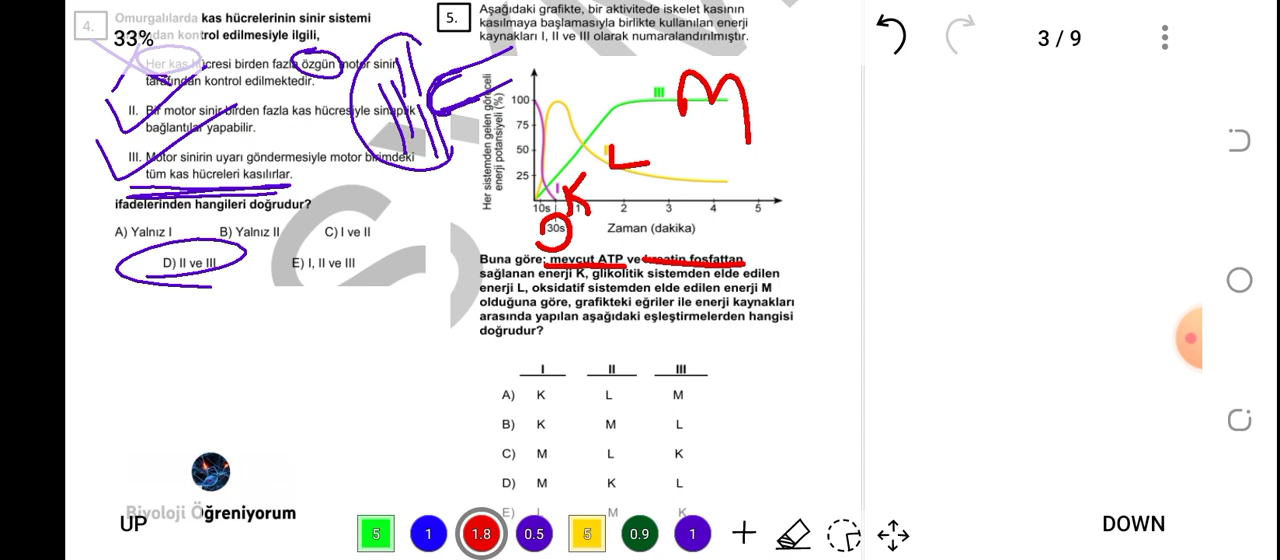 4.
Omurgalılarda kas hücrelerinin sinir sistemi
33%
dan kontrol edilmesiyle ilgili,
Her kas hücresi birden fazla özgün motor sinir
tarafından kontrol edilmektedir.
II. Bir motor sinir birden fazla kas hücresiyle sinaptik
bağlantılar yapabilir.
III. Motor sinirin uyarı göndermesiyle motor birimdeki
tüm kas hücreleri kasılırlar.
ifadelerinden hangileri doğrudur?
A) Yalnız I B) Yalnız II C) I ve II
D) II ve III E) I, II ve III
Biyoloji Öğreniyorum
UP
5.
Aşağıdaki grafikte, bir aktivitede iskelet kasının
kasılmaya başlamasıyla birlikte kullanılan enerji
kaynakları I, II ve III olarak numaralandırılmıştır.
Her sistemden gelen göreceli
enerji potansiyeli (%)
100
75
50
25
III
M
L
I
K
10s 1 2 3 4 5
30s
Zaman (dakika)
Buna göre; mevcut ATP ve kreatin fosfattan
sağlanan enerji K, glikolitik sistemden elde edilen
enerji L, oksidatif sistemden elde edilen enerji M
olduğuna göre, grafikteki eğriler ile enerji kaynakları
arasında yapılan aşağıdaki eşleştirmelerden hangisi
doğrudur?
I II III
A) K L M
B) K M L
C) M L K
D) M K L
E) L M K
3 / 9
5 1 1.8 0.5 5 0.9 1
DOWN